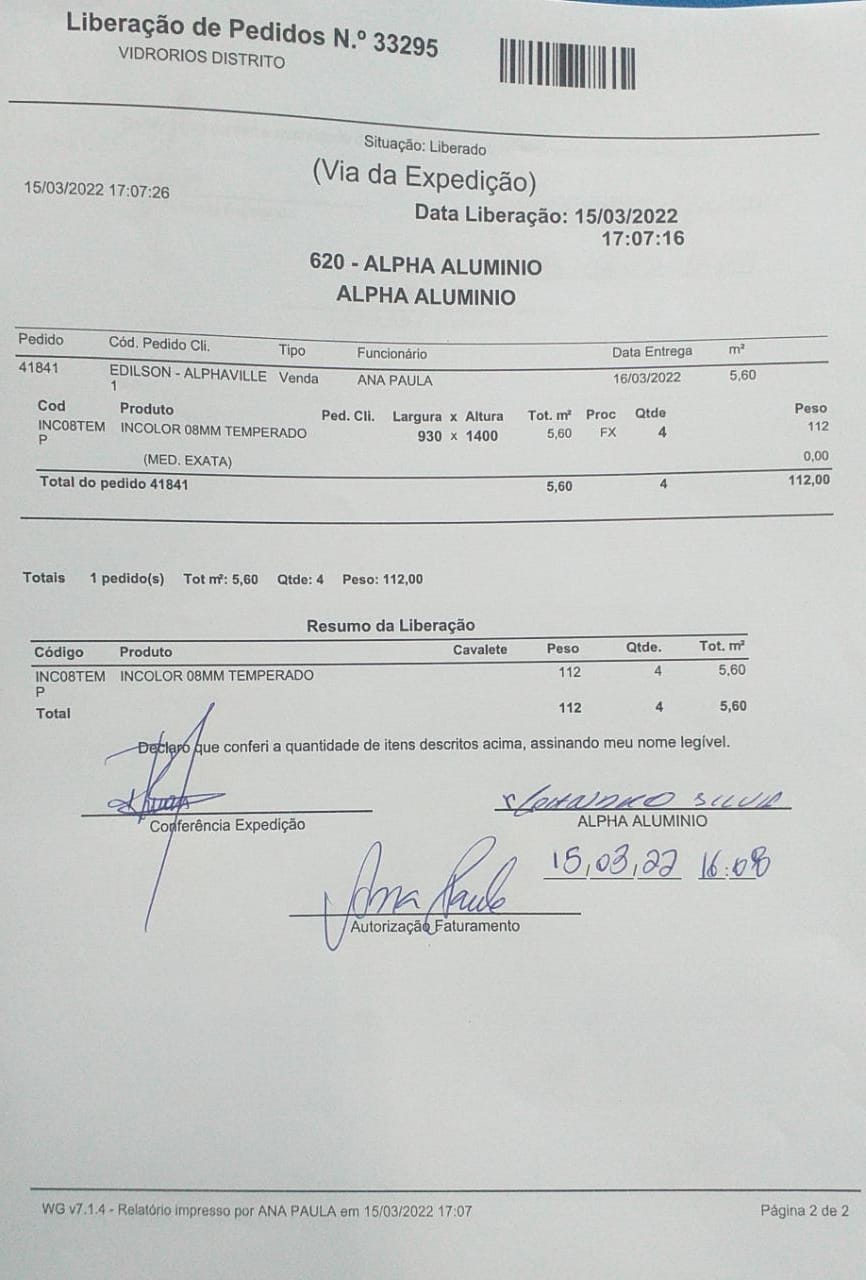 Liberação de Pedidos N.º 33295
VIDRORIOS DISTRITO
Situação: Liberado
(Via da Expedição)
15/03/2022 17:07:26
Data Liberação: 15/03/2022
17:07:16
620 - ALPHA ALUMINIO
ALPHA ALUMINIO
Pedido Cód. Pedido Cli. Tipo Funcionário Data Entrega m²
41841 EDILSON - ALPHAVILLE Venda ANA PAULA 16/03/2022 5,60
1
Cod Produto Ped. Cli. Largura x Altura Tot. m² Proc Qtde Peso
INC08TEM INCOLOR 08MM TEMPERADO 930 x 1400 5,60 FX 4 112
P
(MED. EXATA) 0,00
Total do pedido 41841 5,60 4 112,00
Totais 1 pedido(s) Tot m²: 5,60 Qtde: 4 Peso: 112,00
Resumo da Liberação
Código Produto Cavalete Peso Qtde. Tot. m²
INC08TEM INCOLOR 08MM TEMPERADO 112 4 5,60
P
Total 112 4 5,60
Declaro que conferi a quantidade de itens descritos acima, assinando meu nome legível.
SILVA
Conferência Expedição ALPHA ALUMINIO
15,03,22 16:08
Ana Paula
Autorização Faturamento
WG v7.1.4 - Relatório impresso por ANA PAULA em 15/03/2022 17:07 Página 2 de 2